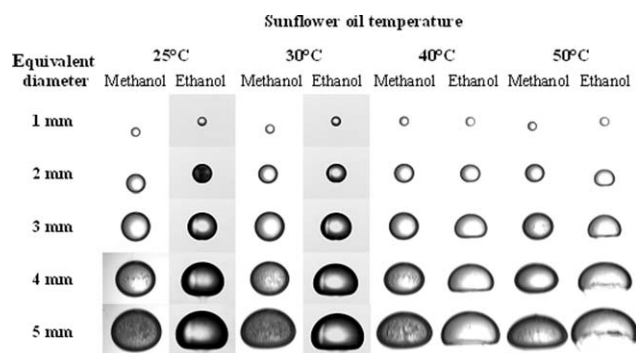 Sunflower oil temperature
Equivalent diameter
25°C 30°C 40°C 50°C
Methanol Ethanol Methanol Ethanol Methanol Ethanol Methanol Ethanol
1 mm
2 mm
3 mm
4 mm
5 mm